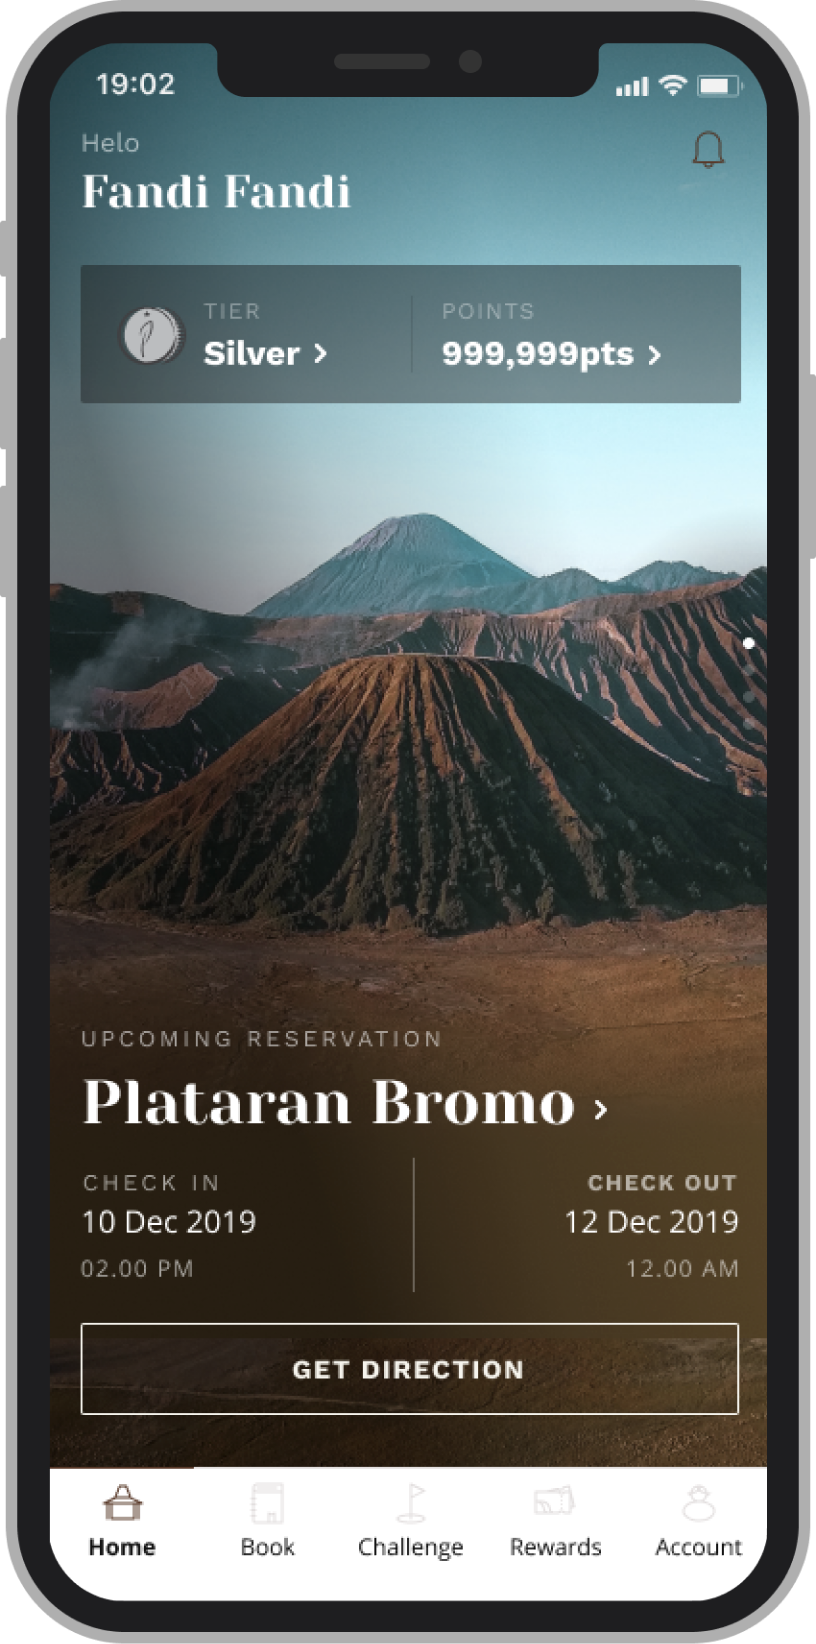 19:02
Helo
Fandi Fandi
TIER
Silver
POINTS
999,999pts
UPCOMING RESERVATION
Plataran Bromo
CHECK IN
10 Dec 2019
02.00 PM
CHECK OUT
12 Dec 2019
12.00 AM
GET DIRECTION
Home Book Challenge Rewards Account